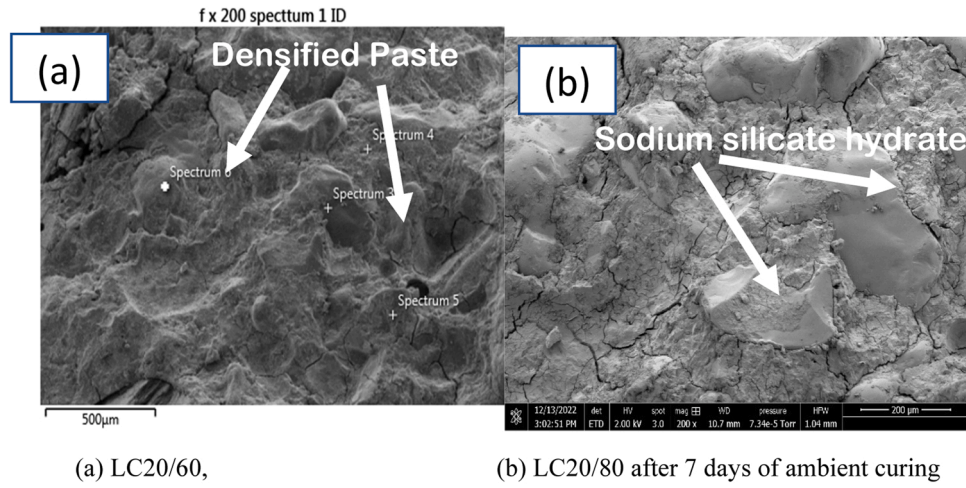 f x 200 specttum 1 ID
(a)
Densified Paste
Spectrum 4
Spectrum 6
Spectrum 3
Spectrum 5
500µm
(b)
Sodium silicate hydrate
12/13/2022 det HV spot mag WD pressure HFW
3:02:51 PM ETD 2.00 kV 3.0 200 x 10.7 mm 7.34e-5 Torr 1.04 mm
200 µm
(a) LC20/60,
(b) LC20/80 after 7 days of ambient curing